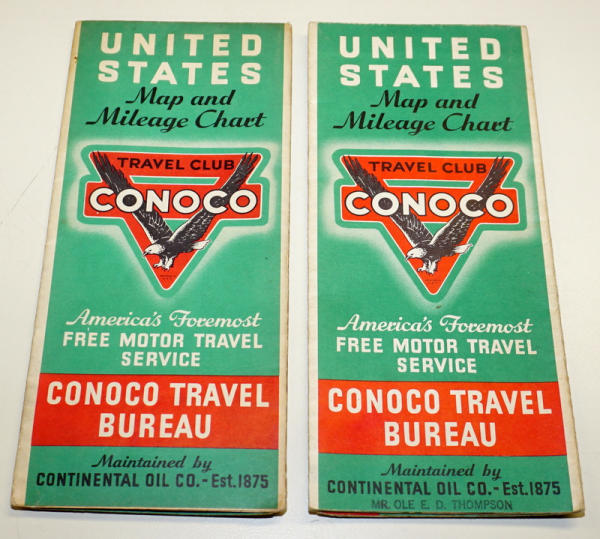 UNITED
STATES
Map and
Mileage Chart
TRAVEL CLUB
CONOCO
America's Foremost
FREE MOTOR TRAVEL
SERVICE
CONOCO TRAVEL
BUREAU
Maintained by
CONTINENTAL OIL CO.-Est.1875
UNITED
STATES
Map and
Mileage Chart
TRAVEL CLUB
CONOCO
America's Foremost
FREE MOTOR TRAVEL
SERVICE
CONOCO TRAVEL
BUREAU
Maintained by
CONTINENTAL OIL CO.-Est.1875
MR. OLE E. D. THOMPSON